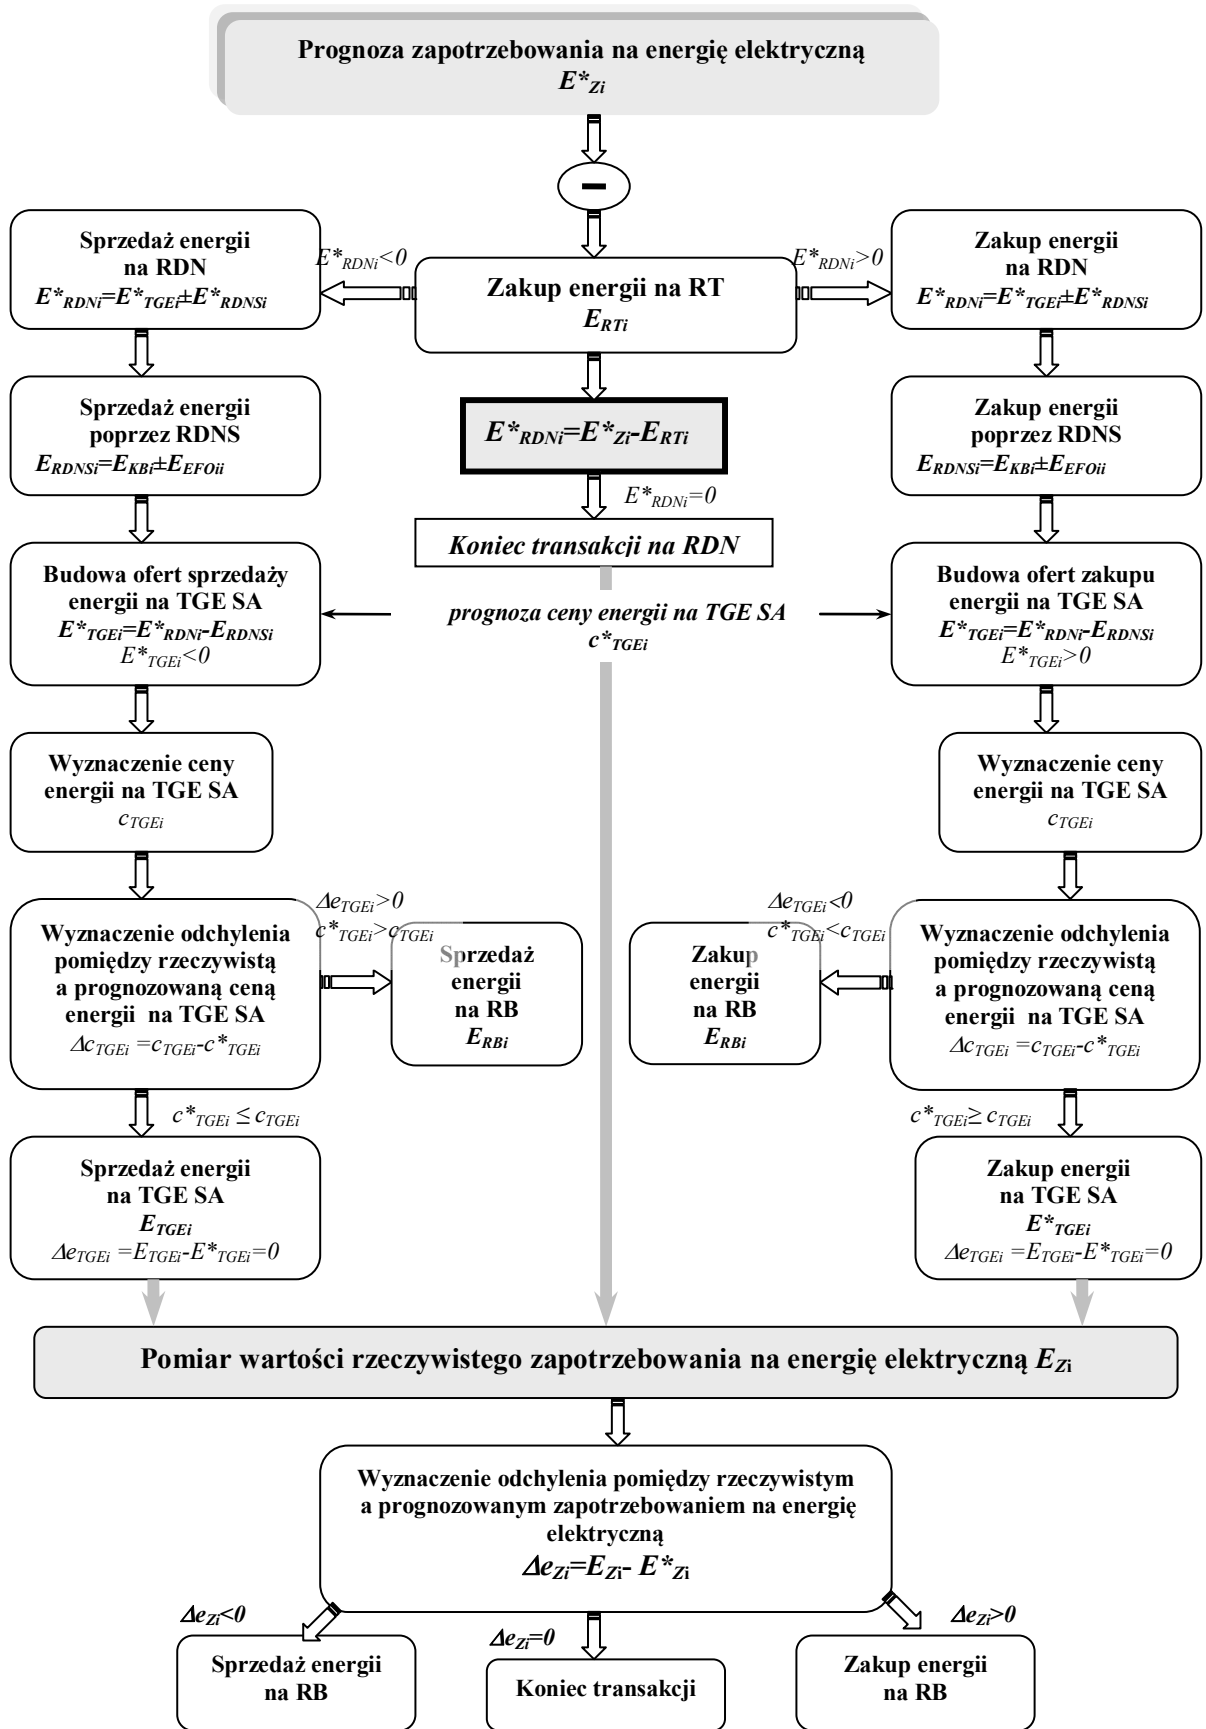 Prognoza zapotrzebowania na energię elektryczną
E*Zi
–
Sprzedaż energii
na RDN
E*RDNi=E*TGEi±E*RDNSi
E*RDNi<0
Zakup energii na RT
ERTi
E*RDNi>0
Zakup energii
na RDN
E*RDNi=E*TGEi±E*RDNSi
Sprzedaż energii
poprzez RDNS
ERDNSi=EKBi±EEFOii
E*RDNi=E*Zi-ERTi
Zakup energii
poprzez RDNS
ERDNSi=EKBi±EEFOii
E*RDNi=0
Koniec transakcji na RDN
Budowa ofert sprzedaży
energii na TGE SA
E*TGEi=E*RDNi-ERDNSi
E*TGEi<0
prognoza ceny energii na TGE SA
c*TGEi
Budowa ofert zakupu
energii na TGE SA
E*TGEi=E*RDNi-ERDNSi
E*TGEi>0
Wyznaczenie ceny
energii na TGE SA
cTGEi
Wyznaczenie ceny
energii na TGE SA
cTGEi
Wyznaczenie odchylenia
pomiędzy rzeczywistą
a prognozowaną ceną
energii na TGE SA
ΔcTGEi =cTGEi-c*TGEi
ΔeTGEi>0
c*TGEi>cTGEi
Sprzedaż
energii
na RB
ERBi
ΔeTGEi<0
c*TGEi<cTGEi
Zakup
energii
na RB
ERBi
Wyznaczenie odchylenia
pomiędzy rzeczywistą
a prognozowaną ceną
energii na TGE SA
ΔcTGEi =cTGEi-c*TGEi
c*TGEi ≤ cTGEi
c*TGEi≥ cTGEi
Sprzedaż energii
na TGE SA
ETGEi
ΔeTGEi =ETGEi-E*TGEi=0
Zakup energii
na TGE SA
E*TGEi
ΔeTGEi =ETGEi-E*TGEi=0
Pomiar wartości rzeczywistego zapotrzebowania na energię elektryczną EZi
Wyznaczenie odchylenia pomiędzy rzeczywistym
a prognozowanym zapotrzebowaniem na energię
elektryczną
ΔeZi=EZi- E*Zi
ΔeZi<0
ΔeZi=0
ΔeZi>0
Sprzedaż energii
na RB
Koniec transakcji
Zakup energii
na RB